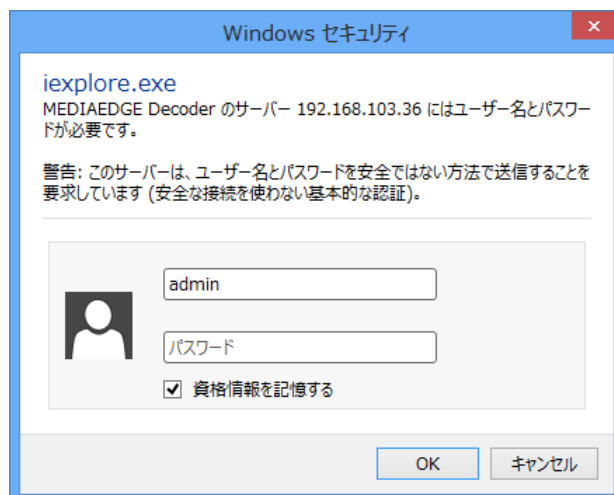 Windows セキュリティ
iexplore.exe
MEDIAEDGE Decoder のサーバー 192.168.103.36 にはユーザー名とパスワー
ドが必要です。
警告: このサーバーは、ユーザー名とパスワードを安全ではない方法で送信することを
要求しています (安全な接続を使わない基本的な認証)。
admin
パスワード
資格情報を記憶する
OK
キャンセル